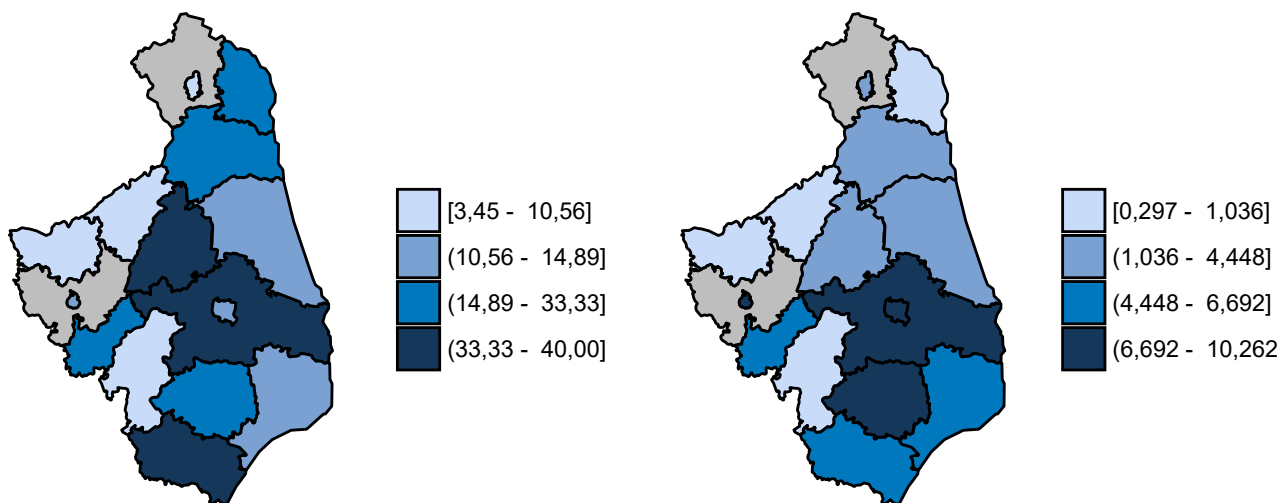 [3,45 - 10,56]
(10,56 - 14,89]
(14,89 - 33,33]
(33,33 - 40,00]
[0,297 - 1,036]
(1,036 - 4,448]
(4,448 - 6,692]
(6,692 - 10,262